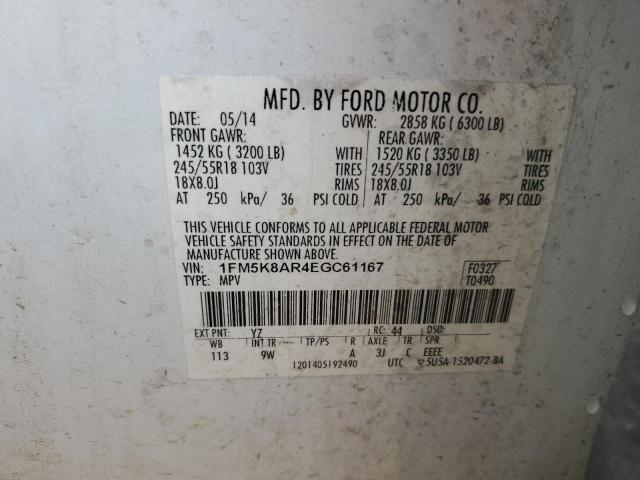 MFD. BY FORD MOTOR CO.
DATE: 05/14 GVWR: 2858 KG ( 6300 LB)
FRONT GAWR: REAR GAWR:
1452 KG ( 3200 LB) WITH 1520 KG ( 3350 LB) WITH
245/55R18 103V TIRES 245/55R18 103V TIRES
18X8.0J RIMS 18X8.0J RIMS
AT 250 kPa/ 36 PSI COLD AT 250 kPa/ 36 PSI COLD
THIS VEHICLE CONFORMS TO ALL APPLICABLE FEDERAL MOTOR
VEHICLE SAFETY STANDARDS IN EFFECT ON THE DATE OF
MANUFACTURE SHOWN ABOVE.
VIN: 1FM5K8AR4EGC61167 F0327
TYPE: MPV T0490
EXT PNT: YZ RC: 44 DSO:
WB INT TR TP/PS R AXLE TR SPR
113 9W A 3J C EEEE
1201405192490 UTC ▽5U5A-1520472-BA